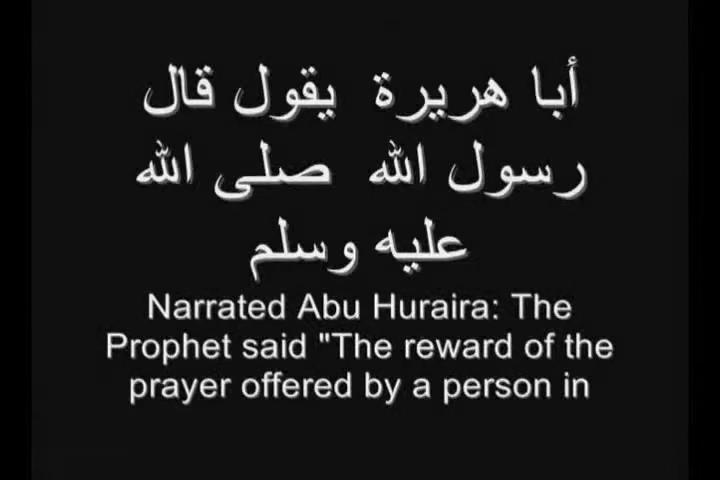 أبا هريرة يقول قال
رسول الله صلى الله
عليه وسلم
Narrated Abu Huraira: The
Prophet said "The reward of the
prayer offered by a person in